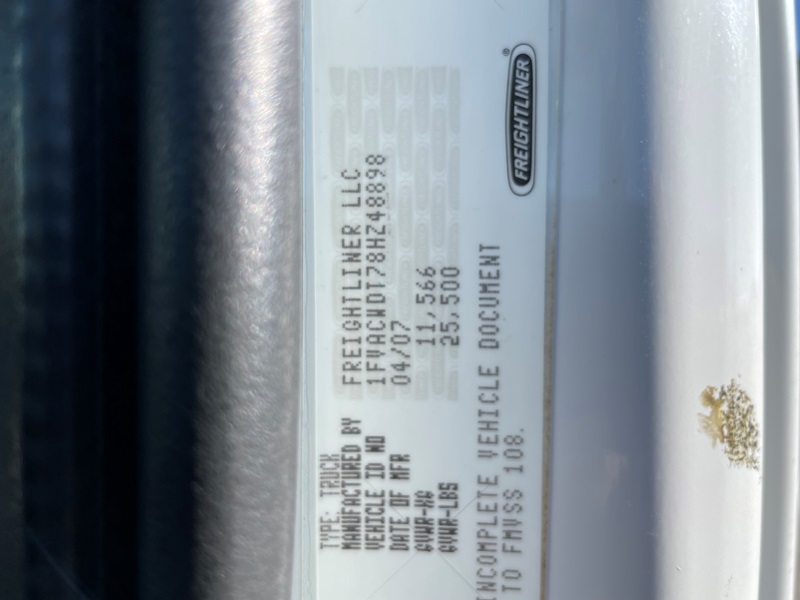 FREIGHTLINER
TYPE: TRUCK
MANUFACTURED BY FREIGHTLINER LLC
VEHICLE ID NO 1FVACWDT78HZ48898
DATE OF MFR 04/07
GVWR-KG 11,566
GVWR-LBS 25,500
INCOMPLETE VEHICLE DOCUMENT
TO FMVSS 108.